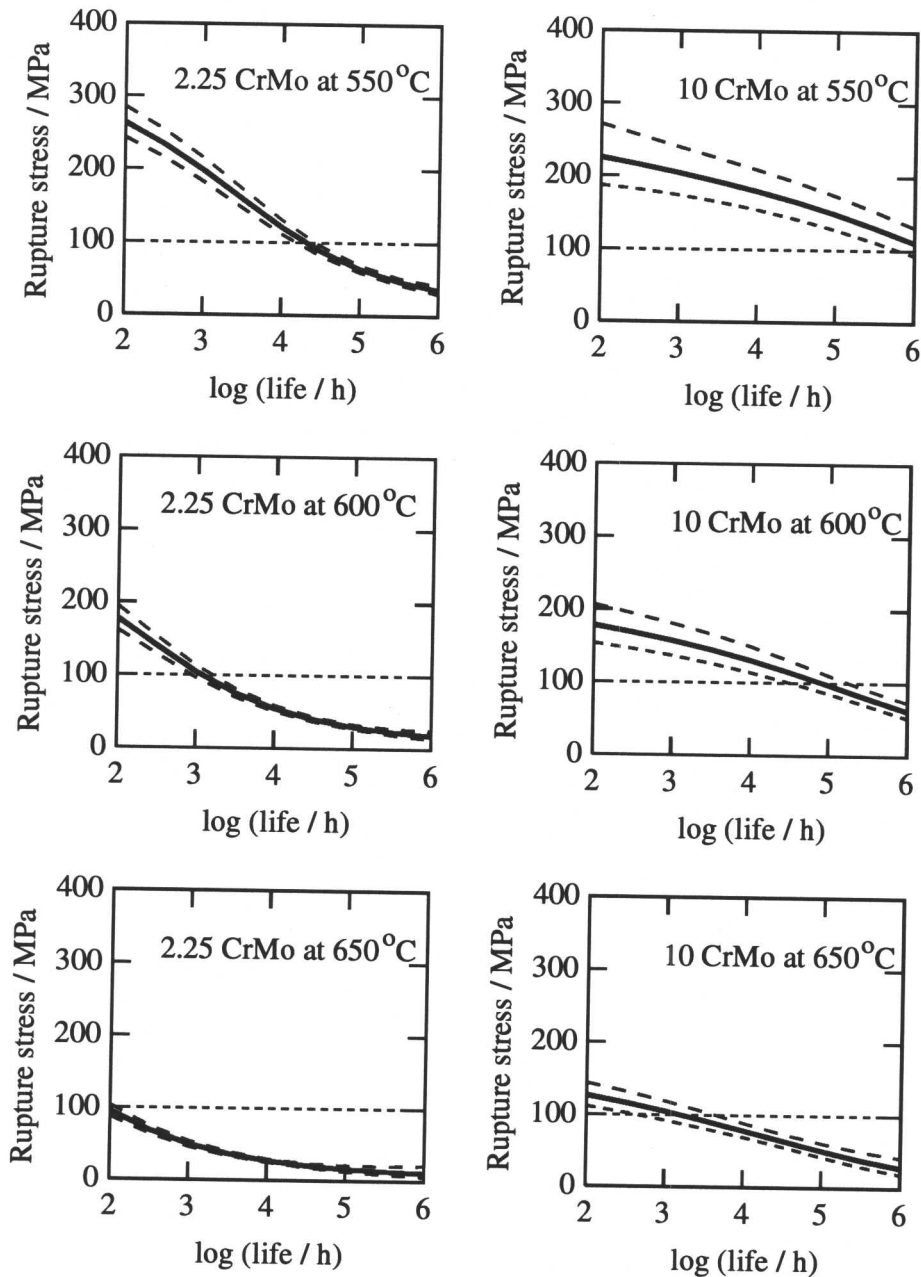 400
300
200
100
0
Rupture stress / MPa
2.25 CrMo at 550°C
2 3 4 5 6
log (life / h)
400
300
200
100
0
Rupture stress / MPa
10 CrMo at 550°C
2 3 4 5 6
log (life / h)
400
300
200
100
0
Rupture stress / MPa
2.25 CrMo at 600°C
2 3 4 5 6
log (life / h)
400
300
200
100
0
Rupture stress / MPa
10 CrMo at 600°C
2 3 4 5 6
log (life / h)
400
300
200
100
0
Rupture stress / MPa
2.25 CrMo at 650°C
2 3 4 5 6
log (life / h)
400
300
200
100
0
Rupture stress / MPa
10 CrMo at 650°C
2 3 4 5 6
log (life / h)